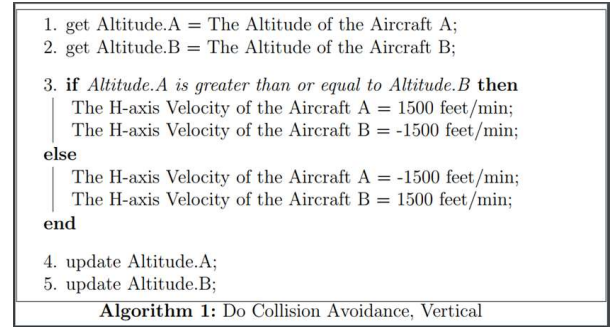 1. get Altitude.A = The Altitude of the Aircraft A;
2. get Altitude.B = The Altitude of the Aircraft B;
3. if Altitude.A is greater than or equal to Altitude.B then
The H-axis Velocity of the Aircraft A = 1500 feet/min;
The H-axis Velocity of the Aircraft B = -1500 feet/min;
else
The H-axis Velocity of the Aircraft A = -1500 feet/min;
The H-axis Velocity of the Aircraft B = 1500 feet/min;
end
4. update Altitude.A;
5. update Altitude.B;
Algorithm 1: Do Collision Avoidance, Vertical